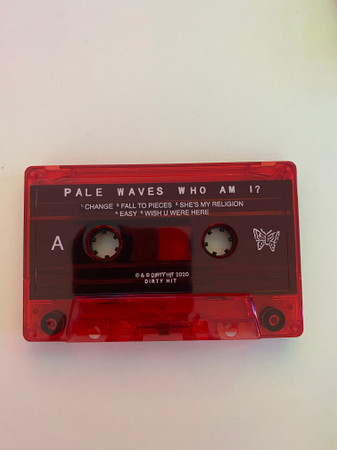 PALE WAVES WHO AM I?
1 CHANGE 2 FALL TO PIECES 3 SHE'S MY RELIGION
4 EASY 5 WISH U WERE HERE
A
℗ & © DIRTY HIT 2020
DIRTY HIT